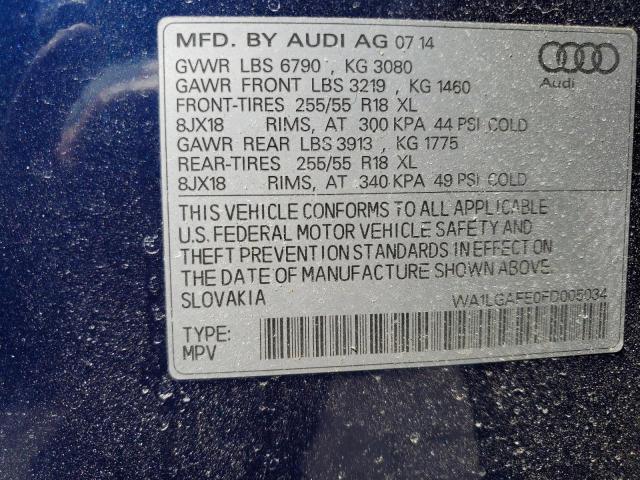 MFD. BY AUDI AG 07 14
GVWR LBS 6790 , KG 3080
GAWR FRONT LBS 3219 , KG 1460
FRONT-TIRES 255/55 R18 XL
8JX18 RIMS, AT 300 KPA 44 PSI COLD
GAWR REAR LBS 3913 , KG 1775
REAR-TIRES 255/55 R18 XL
8JX18 RIMS, AT 340 KPA 49 PSI COLD
Audi
THIS VEHICLE CONFORMS TO ALL APPLICABLE
U.S. FEDERAL MOTOR VEHICLE SAFETY AND
THEFT PREVENTION STANDARDS IN EFFECT ON
THE DATE OF MANUFACTURE SHOWN ABOVE.
SLOVAKIA
WA1LGAFE0FD005034
TYPE:
MPV